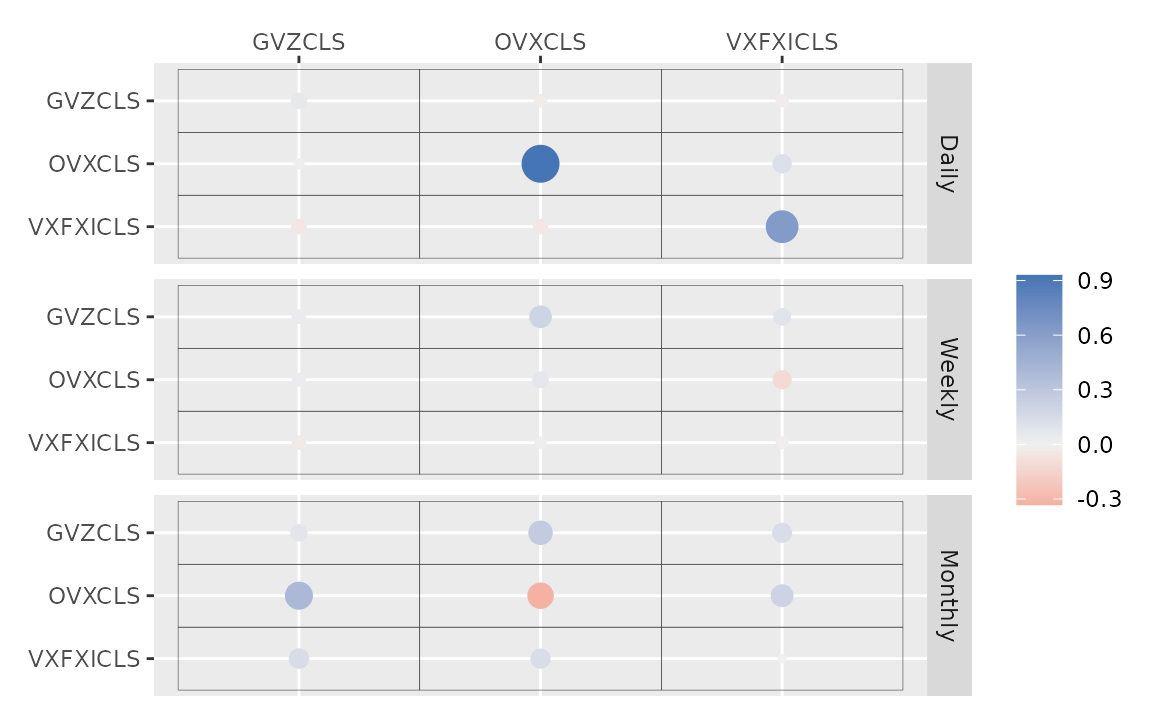 GVZCLS OVXCLS VXFXICLS
GVZCLS
OVXCLS
VXFXICLS
Daily
GVZCLS
OVXCLS
VXFXICLS
Weekly
GVZCLS
OVXCLS
VXFXICLS
Monthly
0.9
0.6
0.3
0.0
-0.3